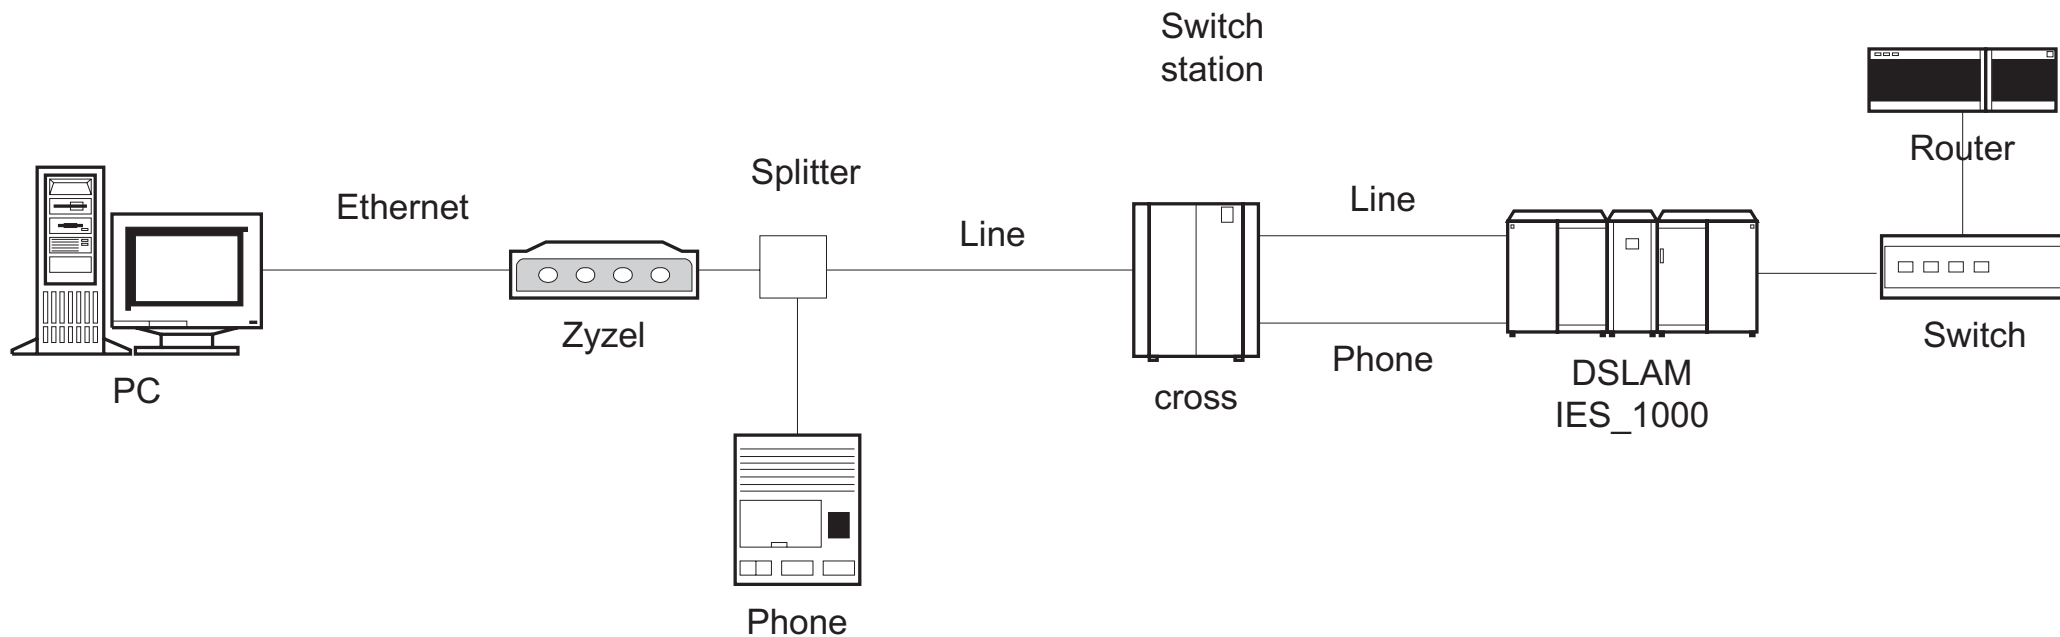 Switch
station
Router
Splitter
Ethernet
Line
Line
Zyzel
Switch
Phone
PC
cross
DSLAM
IES_1000
Phone